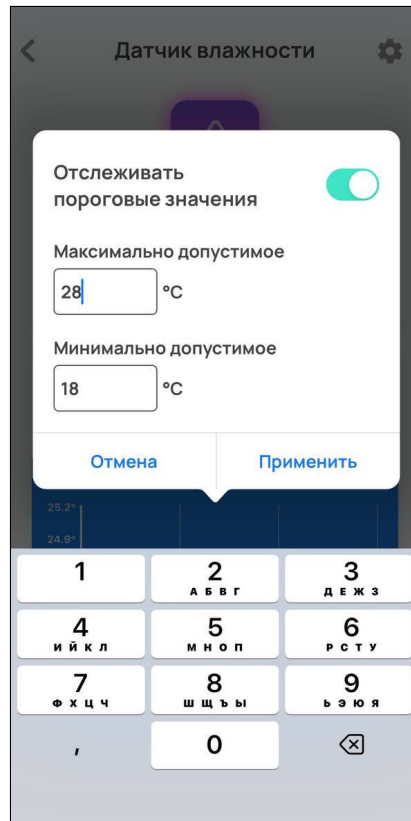 Датчик влажности
Отслеживать
пороговые значения
Максимально допустимое
28 °C
Минимально допустимое
18 °C
Отмена Применить
25.2°
24.9°
1 2 3
А Б В Г Д Е Ж З
4 5 6
И Й К Л М Н О П Р С Т У
7 8 9
Ф Х Ц Ч Ш Щ Ъ Ы Ь Э Ю Я
, 0